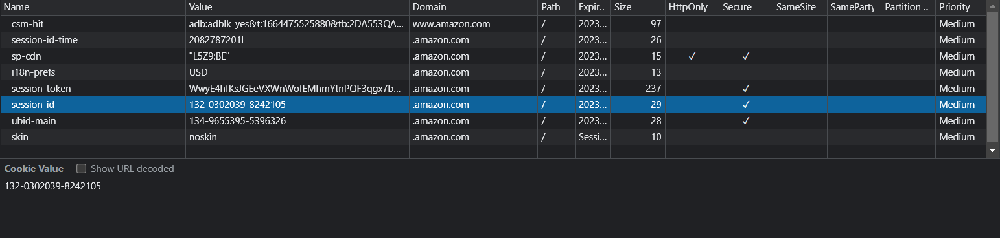 Name Value Domain Path Expir.. Size HttpOnly Secure SameSite SameParty Partition .. Priority
csm-hit adb:adblk_yes&t:1664475525880&tb:2DA553QA... www.amazon.com / 2023... 97 Medium
session-id-time 2082787201l .amazon.com / 2023... 26 Medium
sp-cdn "L5Z9:BE" .amazon.com / 2023... 15 ✓ ✓ Medium
i18n-prefs USD .amazon.com / 2023... 13 Medium
session-token WwyE4hfKsJGEeVXWnWofEMhmYtnPQF3qgx7b... .amazon.com / 2023... 237 ✓ Medium
session-id 132-0302039-8242105 .amazon.com / 2023... 29 ✓ Medium
ubid-main 134-9655395-5396326 .amazon.com / 2023... 28 ✓ Medium
skin noskin .amazon.com / Sessi... 10 Medium
Cookie Value Show URL decoded
132-0302039-8242105